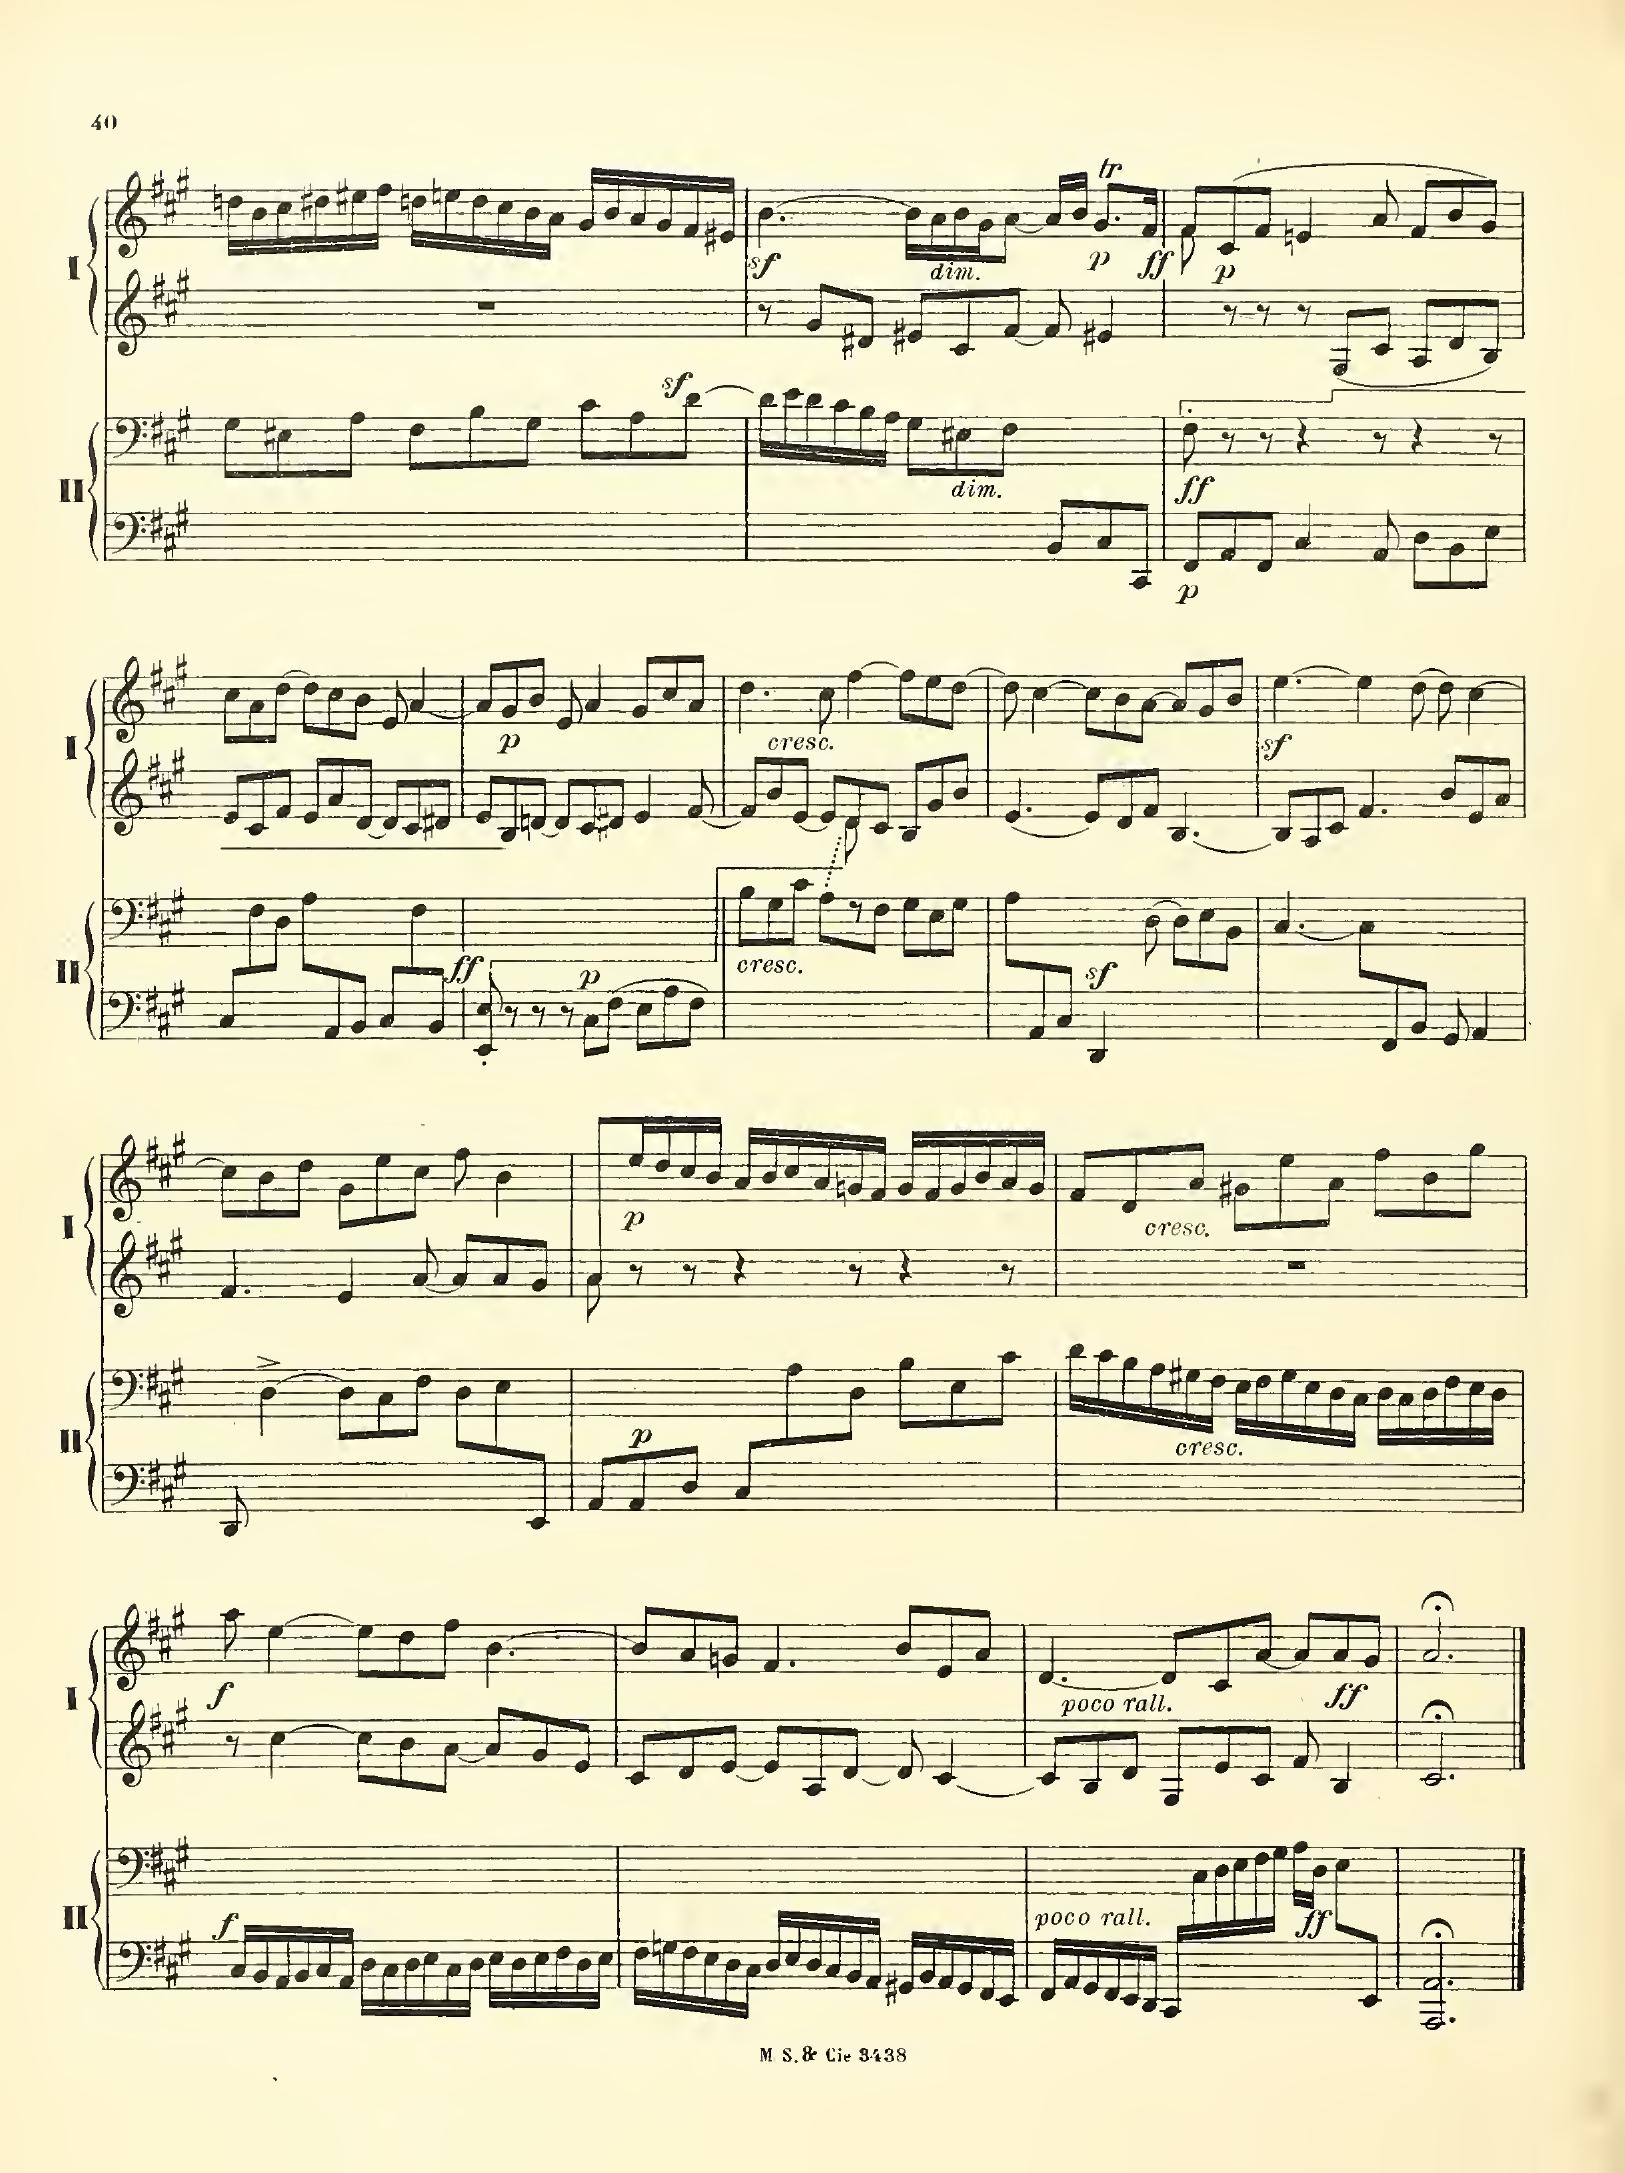 40
tr
I
sf dim. p ff p
sf
II
dim. ff
p
I
p cresc. sf
II
ff p cresc. sf
I
p cresc.
II
p cresc.
I
f poco rall. ff
II
f poco rall. ff
M S. & Cie 3438